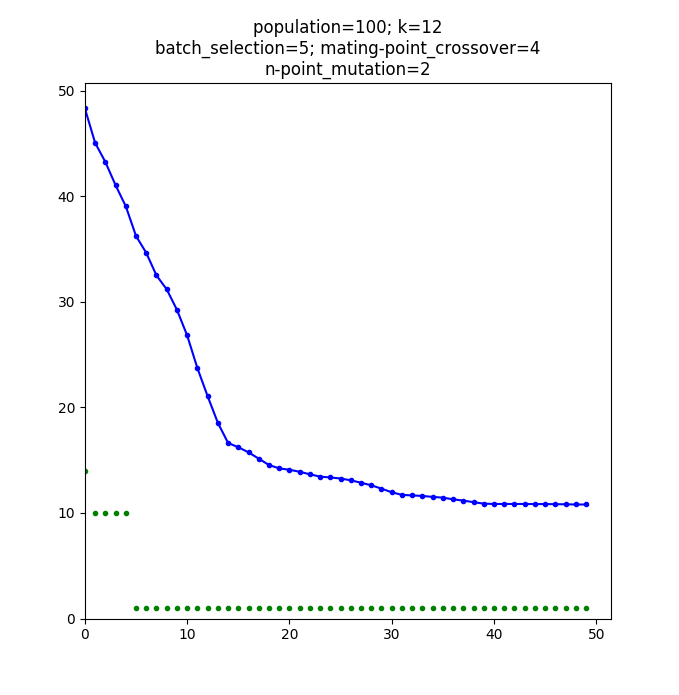 population=100; k=12
batch_selection=5; mating-point_crossover=4
n-point_mutation=2
50
40
30
20
10
0
0 10 20 30 40 50